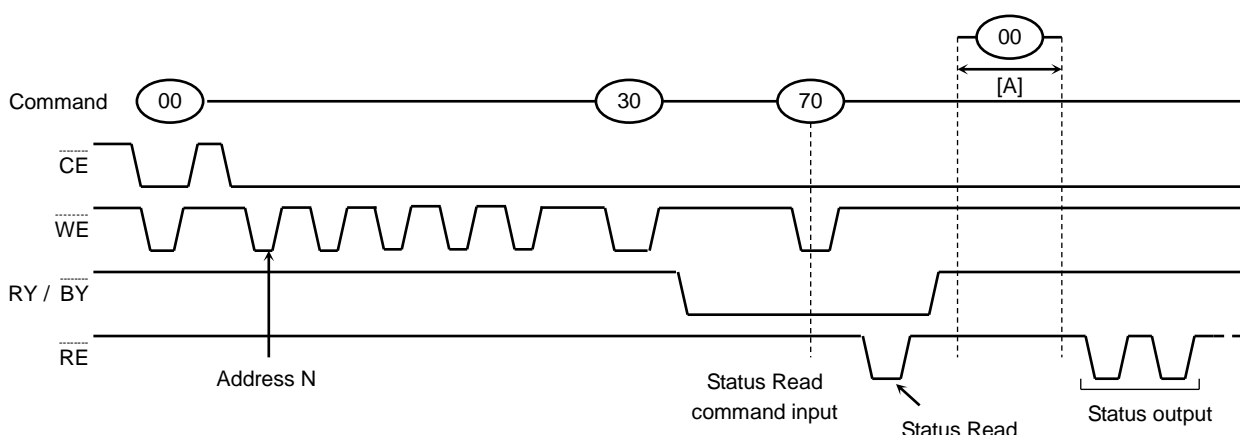 00
[A]
Command 00 30 70
CE
WE
RY / BY
RE
Address N
Status Read
command input
Status Read
Status output